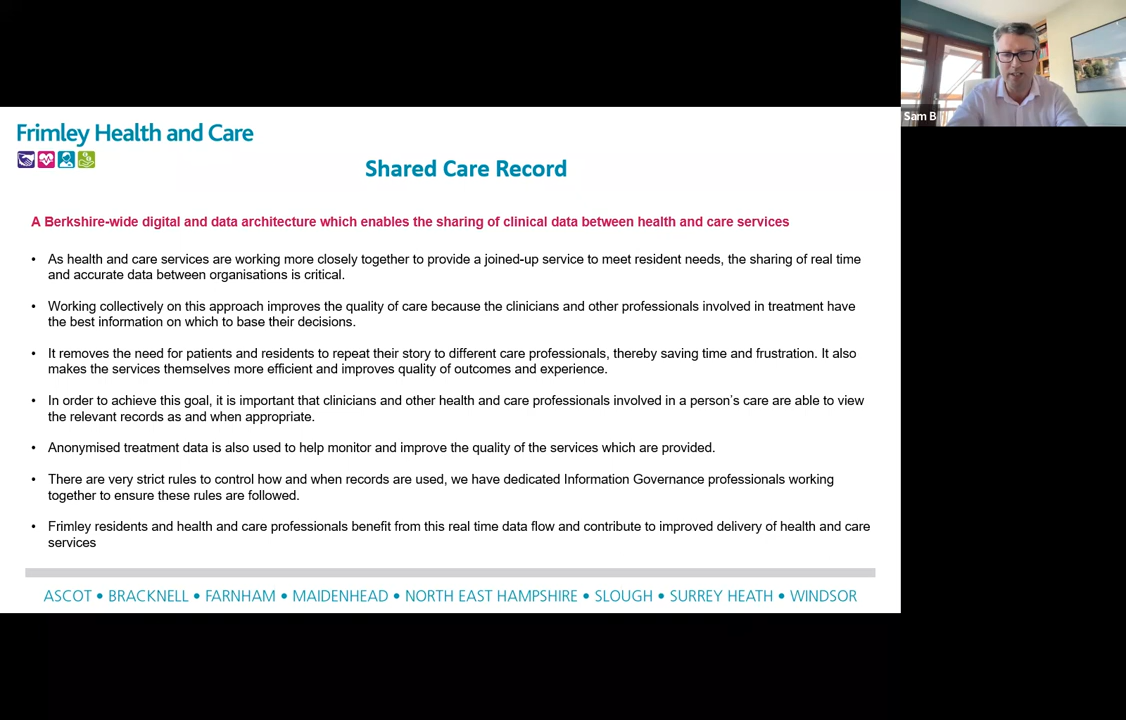 Sam B
Frimley Health and Care
Shared Care Record
A Berkshire-wide digital and data architecture which enables the sharing of clinical data between health and care services
• As health and care services are working more closely together to provide a joined-up service to meet resident needs, the sharing of real time
and accurate data between organisations is critical.
• Working collectively on this approach improves the quality of care because the clinicians and other professionals involved in treatment have
the best information on which to base their decisions.
• It removes the need for patients and residents to repeat their story to different care professionals, thereby saving time and frustration. It also
makes the services themselves more efficient and improves quality of outcomes and experience.
• In order to achieve this goal, it is important that clinicians and other health and care professionals involved in a person's care are able to view
the relevant records as and when appropriate.
• Anonymised treatment data is also used to help monitor and improve the quality of the services which are provided.
• There are very strict rules to control how and when records are used, we have dedicated Information Governance professionals working
together to ensure these rules are followed.
• Frimley residents and health and care professionals benefit from this real time data flow and contribute to improved delivery of health and care
services
ASCOT • BRACKNELL • FARNHAM • MAIDENHEAD • NORTH EAST HAMPSHIRE • SLOUGH • SURREY HEATH • WINDSOR